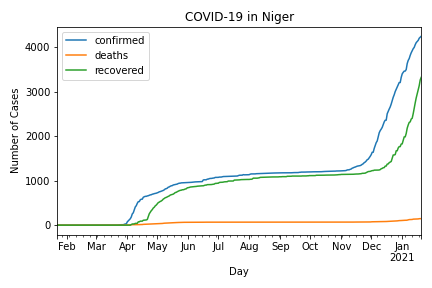 COVID-19 in Niger
confirmed
deaths
recovered
Number of Cases
4000
3000
2000
1000
0
Feb Mar Apr May Jun Jul Aug Sep Oct Nov Dec Jan
2021
Day